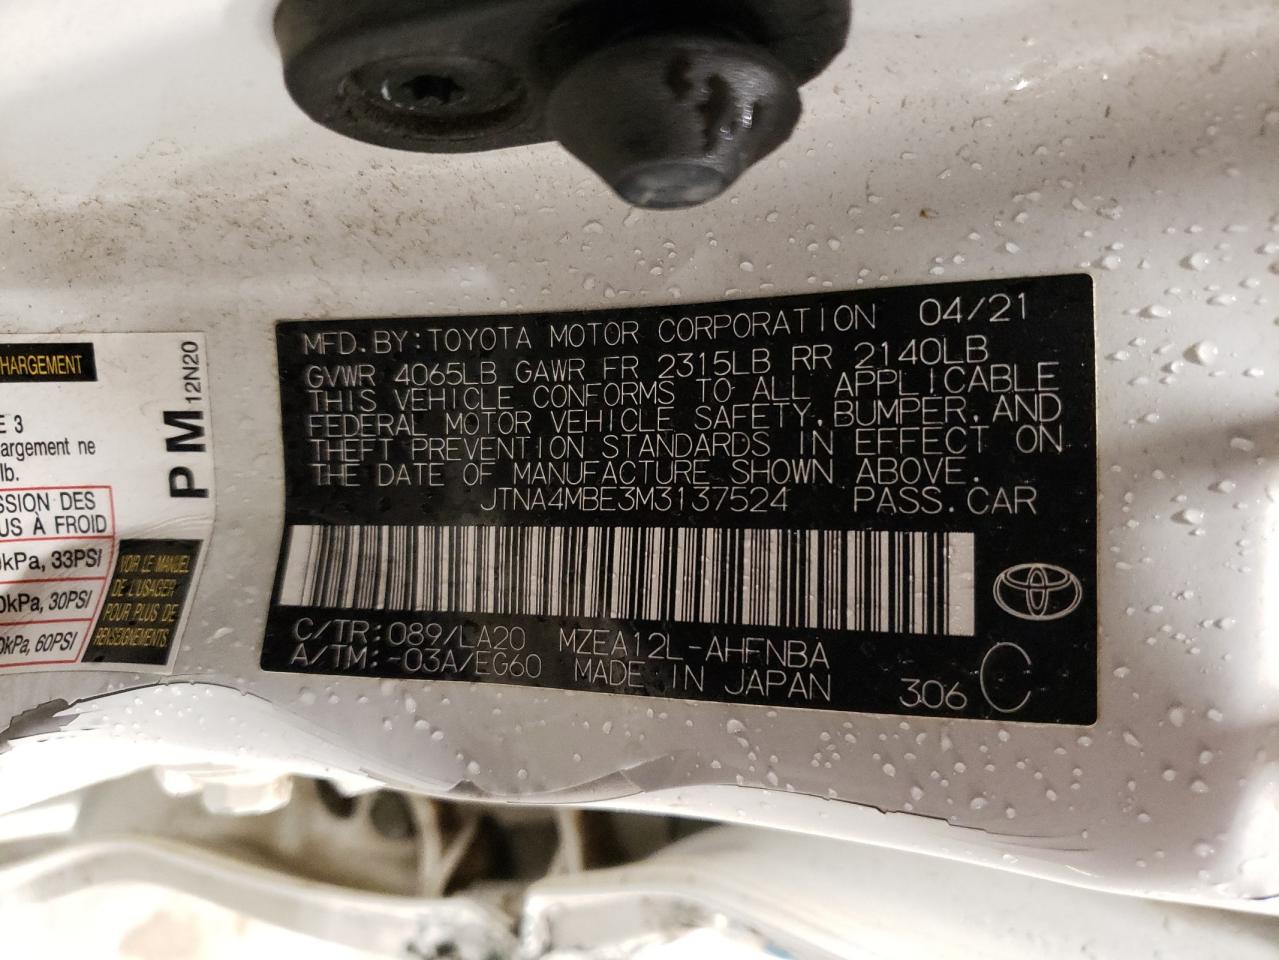 HARGEMENT
E 3
argement ne
lb.
SSION DES
US À FROID
0kPa, 33PSI
0kPa, 30PSI
0kPa, 60PSI
PM 12N20
VOIR LE MANUEL
DE L'USAGER
POUR PLUS DE
RENSEIGNEMENTS
MFD. BY: TOYOTA MOTOR CORPORATION 04/21
GVWR 4065LB GAWR FR 2315LB RR 2140LB
THIS VEHICLE CONFORMS TO ALL APPLICABLE
FEDERAL MOTOR VEHICLE SAFETY, BUMPER, AND
THEFT PREVENTION STANDARDS IN EFFECT ON
THE DATE OF MANUFACTURE SHOWN ABOVE.
JTNA4MBE3M3137524 PASS. CAR
C/TR: 089/LA20 MZEA12L-AHFNBA
A/TM: -03A/EG60 MADE IN JAPAN 306 C